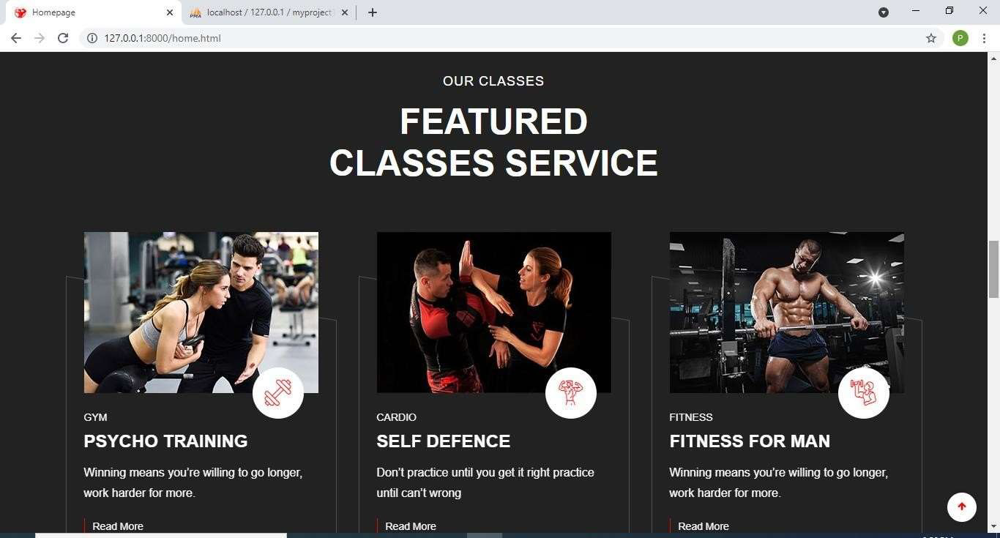 Homepage
localhost / 127.0.0.1 / myproject
127.0.0.1:8000/home.html
P
OUR CLASSES
FEATURED
CLASSES SERVICE
GYM
PSYCHO TRAINING
Winning means you’re willing to go longer,
work harder for more.
Read More
CARDIO
SELF DEFENCE
Don’t practice until you get it right practice
until can’t wrong
Read More
FITNESS
FITNESS FOR MAN
Winning means you’re willing to go longer,
work harder for more.
Read More